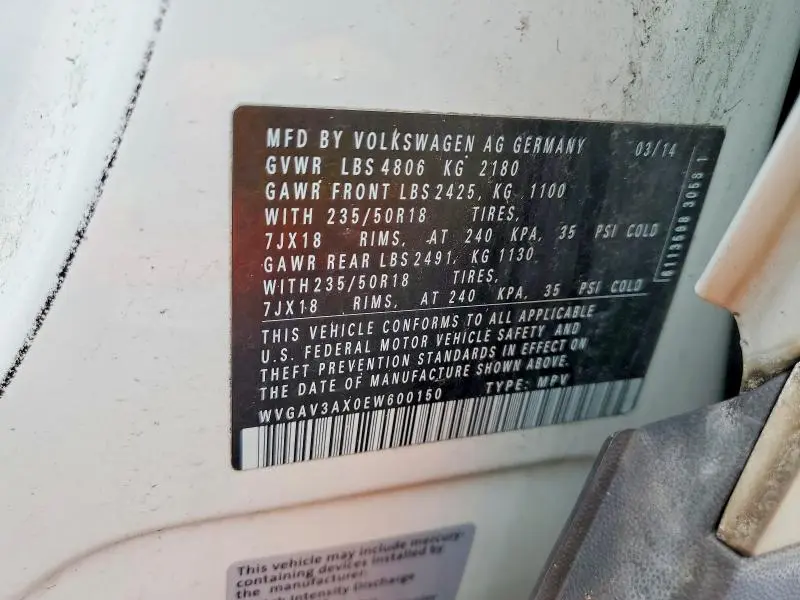 MFD BY VOLKSWAGEN AG GERMANY 03/14
GVWR LBS 4806 KG 2180
GAWR FRONT LBS 2425, KG 1100
WITH 235/50R18 TIRES,
7JX18 RIMS, AT 240 KPA, 35 PSI COLD
GAWR REAR LBS 2491, KG 1130
WITH 235/50R18 TIRES,
7JX18 RIMS, AT 240 KPA, 35 PSI COLD
THIS VEHICLE CONFORMS TO ALL APPLICABLE
U.S. FEDERAL MOTOR VEHICLE SAFETY AND
THEFT PREVENTION STANDARDS IN EFFECT ON
THE DATE OF MANUFACTURE SHOWN ABOVE.
WVGAV3AX0EW600150 TYPE: MPV
This vehicle may include mercury-
containing devices installed by
the manufacturer:
Intensity Discharge